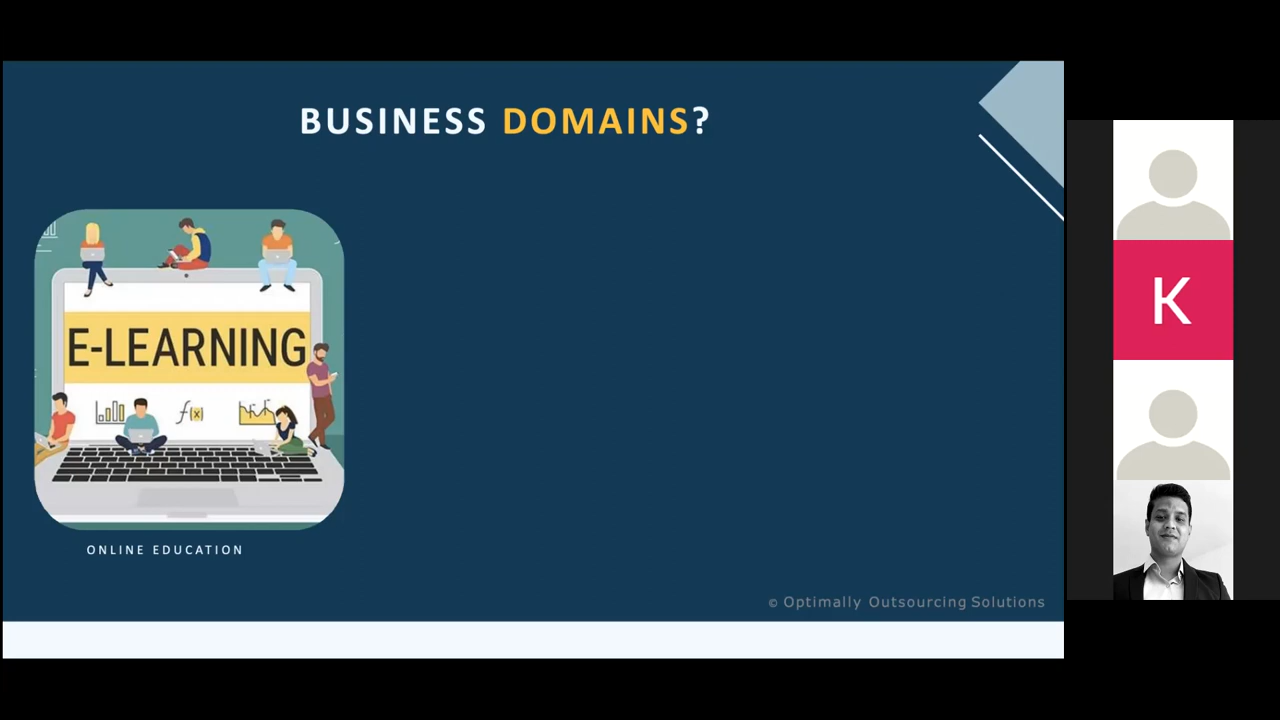 BUSINESS DOMAINS?
E-LEARNING
f(x)
ONLINE EDUCATION
© Optimally Outsourcing Solutions
K